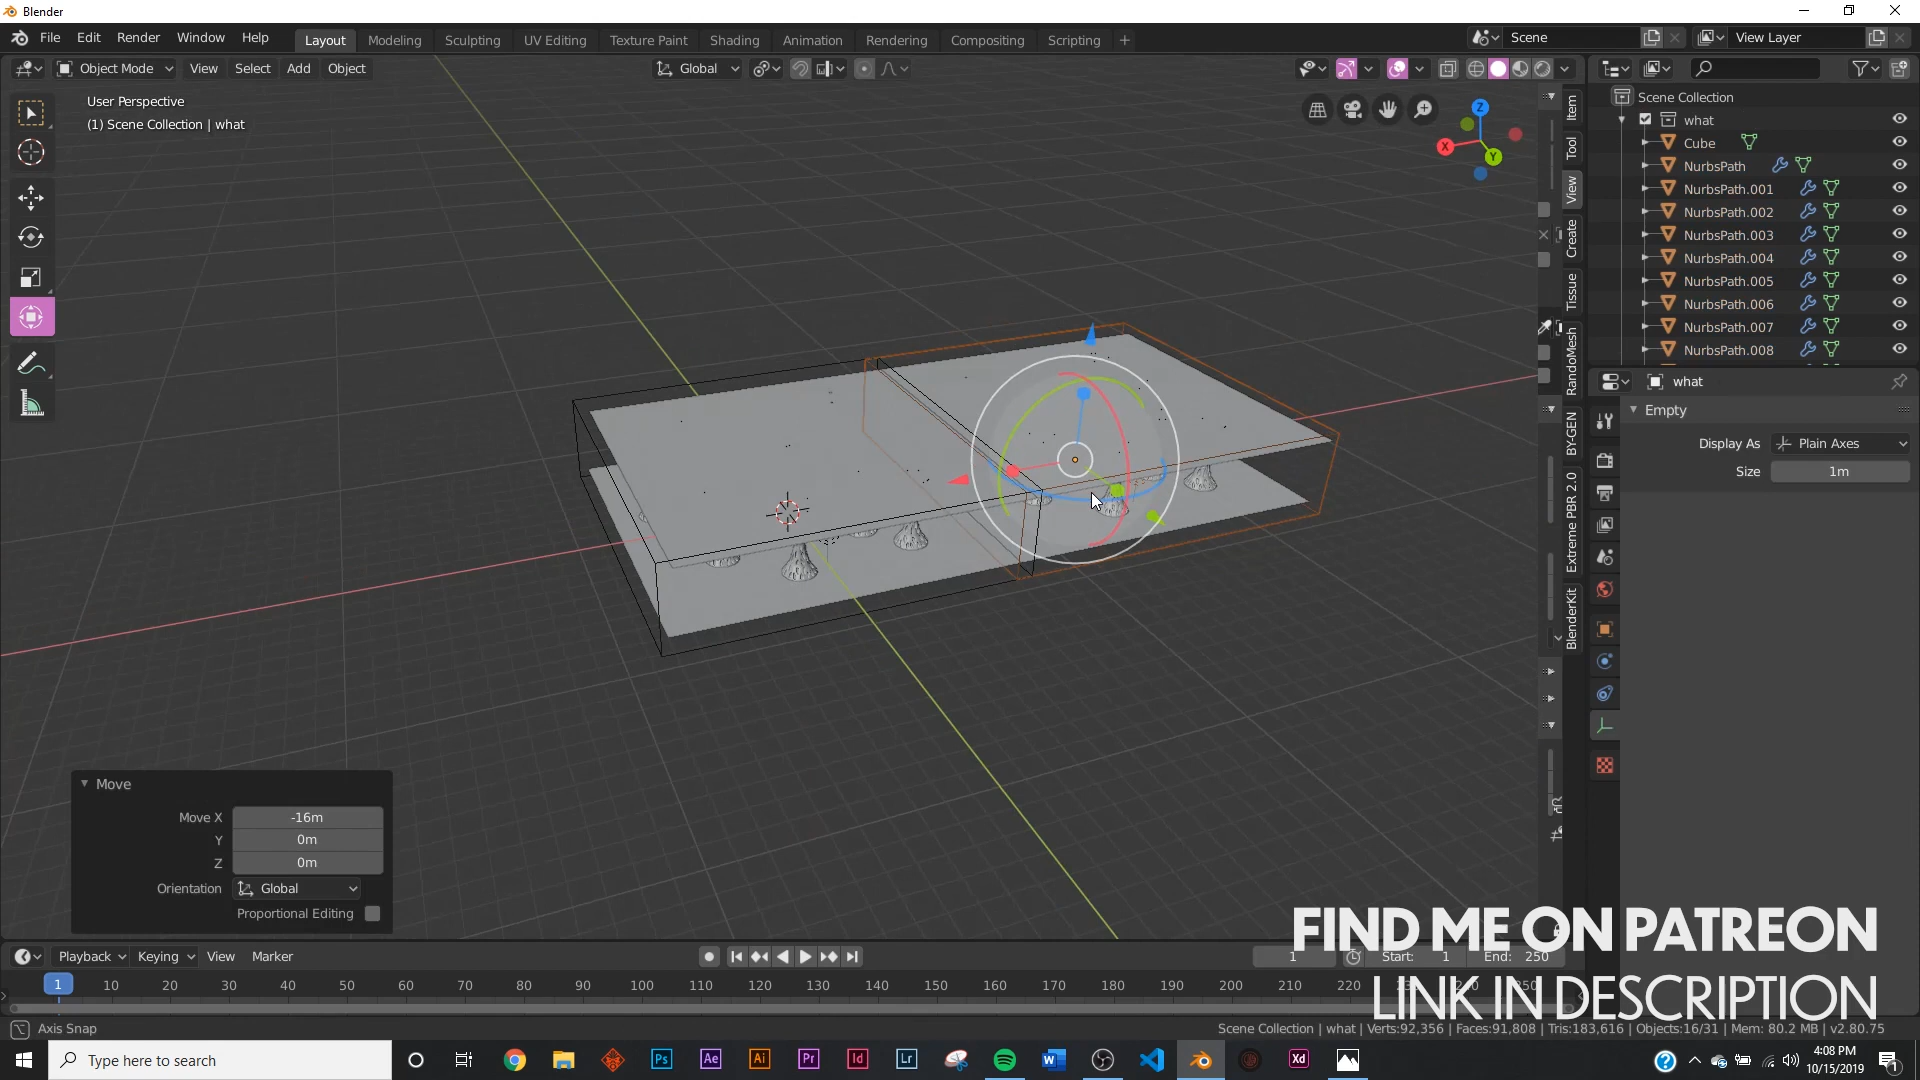 Blender
File Edit Render Window Help
Layout Modeling Sculpting UV Editing Texture Paint Shading Animation Rendering Compositing Scripting +
Scene
View Layer
Object Mode View Select Add Object
Global
User Perspective
(1) Scene Collection | what
Z
X
Y
Item
Tool
View
Create
Tissue
RandoMesh
BY-GEN
Extreme PBR 2.0
BlenderKit
Scene Collection
what
Cube
NurbsPath
NurbsPath.001
NurbsPath.002
NurbsPath.003
NurbsPath.004
NurbsPath.005
NurbsPath.006
NurbsPath.007
NurbsPath.008
what
Empty
Display As Plain Axes
Size 1m
Move
Move X -16m
Y 0m
Z 0m
Orientation Global
Proportional Editing
FIND ME ON PATREON
LINK IN DESCRIPTION
Playback Keying View Marker
1 Start: 1 End: 250
1 10 20 30 40 50 60 70 80 90 100 110 120 130 140 150 160 170 180 190 200 210 220
Axis Snap
Scene Collection | what | Verts:92,356 | Faces:91,808 | Tris:183,616 | Objects:16/31 | Mem: 80.2 MB | v2.80.75
Type here to search
Ps Ae Ai Pr Id Lr W Xd
4:08 PM
10/15/2019
1